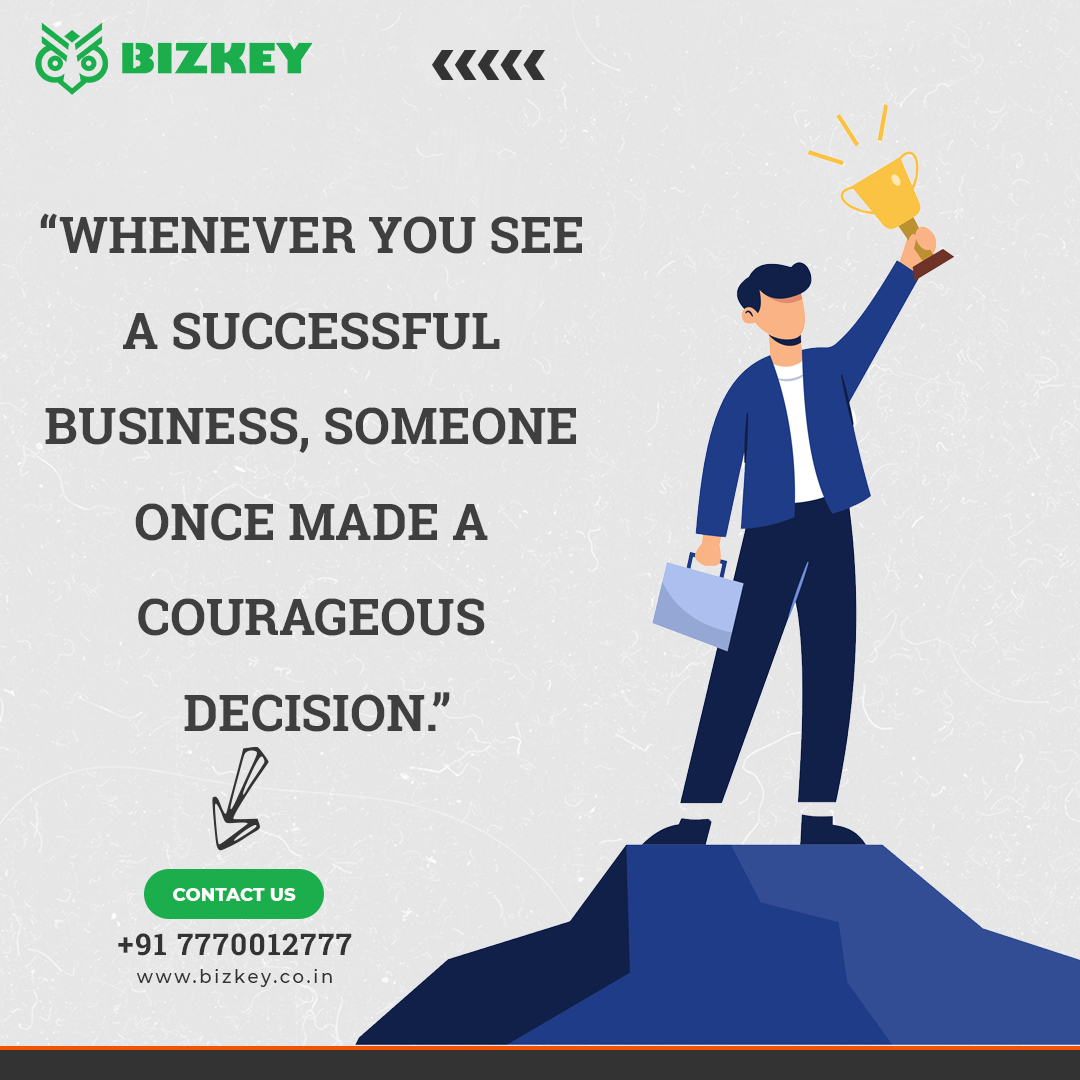 BIZKEY
“WHENEVER YOU SEE
A SUCCESSFUL
BUSINESS, SOMEONE
ONCE MADE A
COURAGEOUS
DECISION.”
CONTACT US
+91 7770012777
www.bizkey.co.in